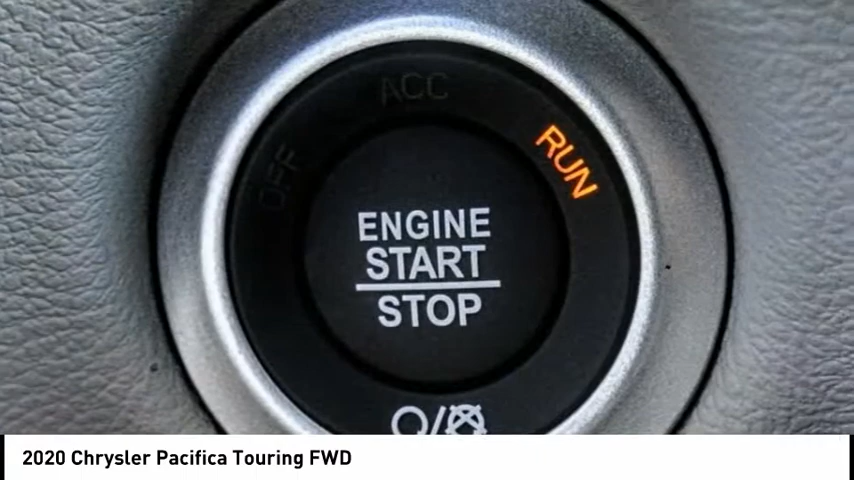 ACC
OFF
RUN
ENGINE
START
STOP
2020 Chrysler Pacifica Touring FWD